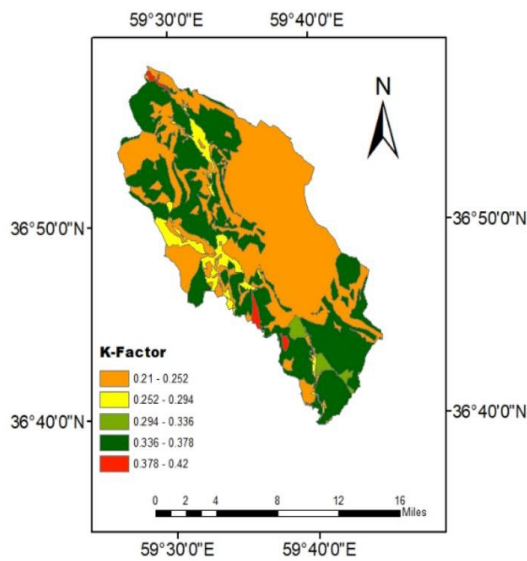 59°30'0"E 59°40'0"E
N
36°50'0"N 36°50'0"N
K-Factor
0.21 - 0.252
0.252 - 0.294
0.294 - 0.336
0.336 - 0.378
0.378 - 0.42
36°40'0"N 36°40'0"N
0 2 4 8 12 16
Miles
59°30'0"E 59°40'0"E